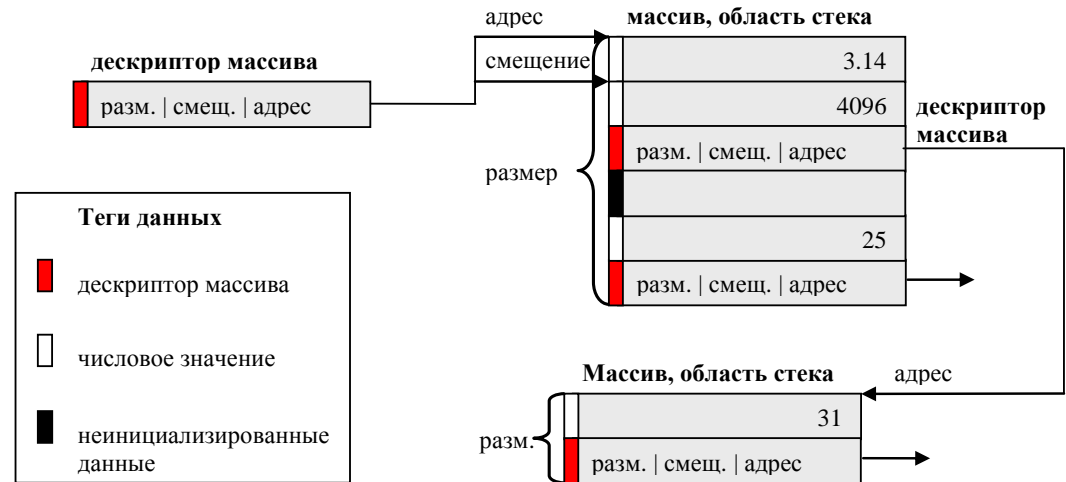 адрес
массив, область стека
дескриптор массива
смещение
3.14
разм. | смещ. | адрес
4096
дескриптор
массива
разм. | смещ. | адрес
размер
25
разм. | смещ. | адрес
Теги данных
дескриптор массива
числовое значение
неинициализированные
данные
Массив, область стека
адрес
31
разм.
разм. | смещ. | адрес